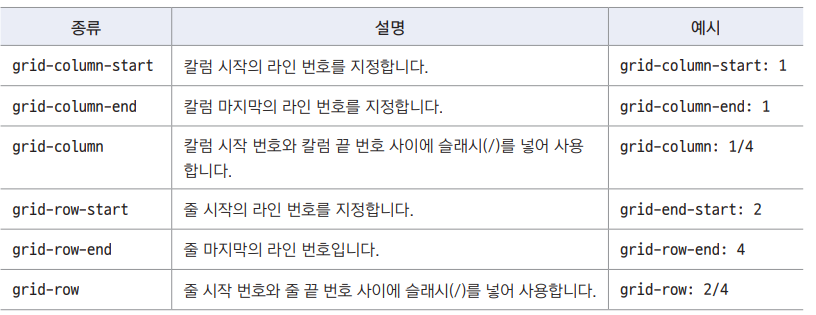 종류 설명 예시
grid-column-start 칼럼 시작의 라인 번호를 지정합니다. grid-column-start: 1
grid-column-end 칼럼 마지막의 라인 번호를 지정합니다. grid-column-end: 1
grid-column 칼럼 시작 번호와 칼럼 끝 번호 사이에 슬래시(/)를 넣어 사용 grid-column: 1/4
합니다.
grid-row-start 줄 시작의 라인 번호를 지정합니다. grid-end-start: 2
grid-row-end 줄 마지막의 라인 번호입니다. grid-row-end: 4
grid-row 줄 시작 번호와 줄 끝 번호 사이에 슬래시(/)를 넣어 사용합니다. grid-row: 2/4